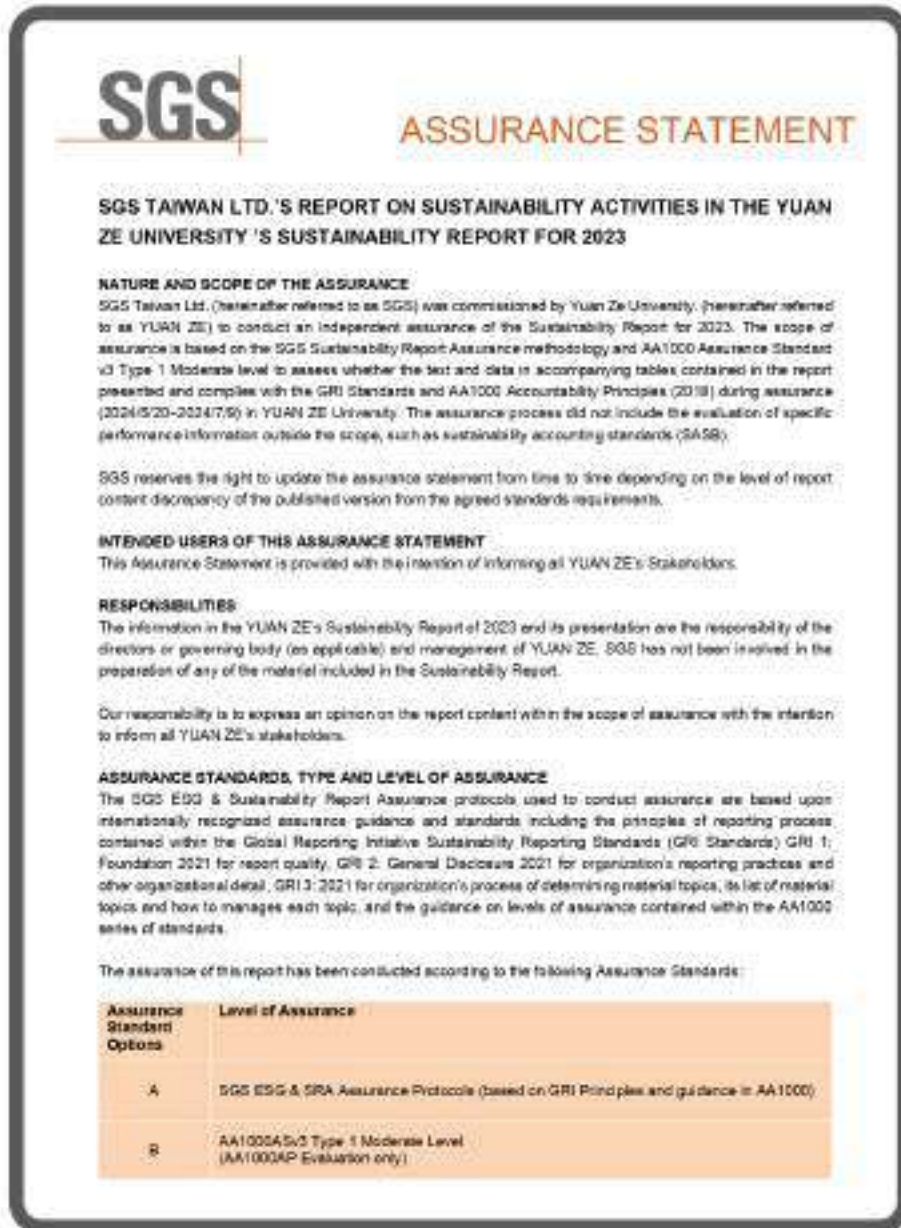 SGS
ASSURANCE STATEMENT
SGS TAIWAN LTD.'S REPORT ON SUSTAINABILITY ACTIVITIES IN THE YUAN
ZE UNIVERSITY 'S SUSTAINABILITY REPORT FOR 2023
NATURE AND SCOPE OF THE ASSURANCE
SGS Taiwan Ltd. (hereinafter referred to as SGS) was commissioned by Yuan Ze University. (hereinafter referred
to as YUAN ZE) to conduct an independent assurance of the Sustainability Report for 2023. The scope of
assurance is based on the SGS Sustainability Report Assurance methodology and AA1000 Assurance Standard
v3 Type 1 Moderate level to assess whether the text and data in accompanying tables contained in the report
presented and complies with the GRI Standards and AA1000 Accountability Principles (2018) during assurance
(2024/5/20~2024/7/9) in YUAN ZE University. The assurance process did not include the evaluation of specific
performance information outside the scope, such as sustainability accounting standards (SASB).
SGS reserves the right to update the assurance statement from time to time depending on the level of report
content discrepancy of the published version from the agreed standards requirements.
INTENDED USERS OF THIS ASSURANCE STATEMENT
This Assurance Statement is provided with the intention of informing all YUAN ZE's Stakeholders.
RESPONSIBILITIES
The information in the YUAN ZE's Sustainability Report of 2023 and its presentation are the responsibility of the
directors or governing body (as applicable) and management of YUAN ZE. SGS has not been involved in the
preparation of any of the material included in the Sustainability Report.
Our responsibility is to express an opinion on the report content within the scope of assurance with the intention
to inform all YUAN ZE's stakeholders.
ASSURANCE STANDARDS, TYPE AND LEVEL OF ASSURANCE
The SGS ESG & Sustainability Report Assurance protocols used to conduct assurance are based upon
internationally recognized assurance guidance and standards including the principles of reporting process
contained within the Global Reporting Initiative Sustainability Reporting Standards (GRI Standards) GRI 1:
Foundation 2021 for report quality, GRI 2: General Disclosure 2021 for organization's reporting practices and
other organizational detail, GRI 3: 2021 for organization's process of determining material topics, its list of material
topics and how to manages each topic, and the guidance on levels of assurance contained within the AA1000
series of standards.
The assurance of this report has been conducted according to the following Assurance Standards:
Assurance Standard Options
Level of Assurance
A
SGS ESG & SRA Assurance Protocols (based on GRI Principles and guidance in AA1000)
B
AA1000ASv3 Type 1 Moderate Level
(AA1000AP Evaluation only)